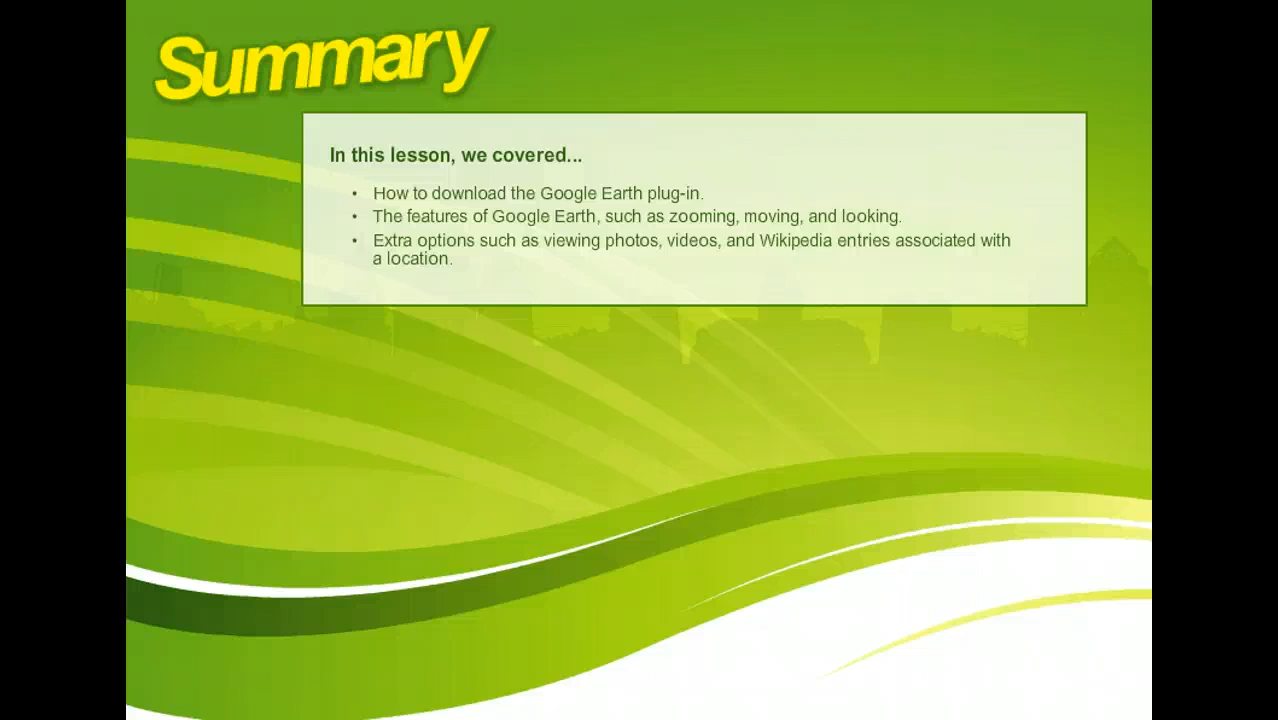 Summary
In this lesson, we covered...
• How to download the Google Earth plug-in.
• The features of Google Earth, such as zooming, moving, and looking.
• Extra options such as viewing photos, videos, and Wikipedia entries associated with
a location.